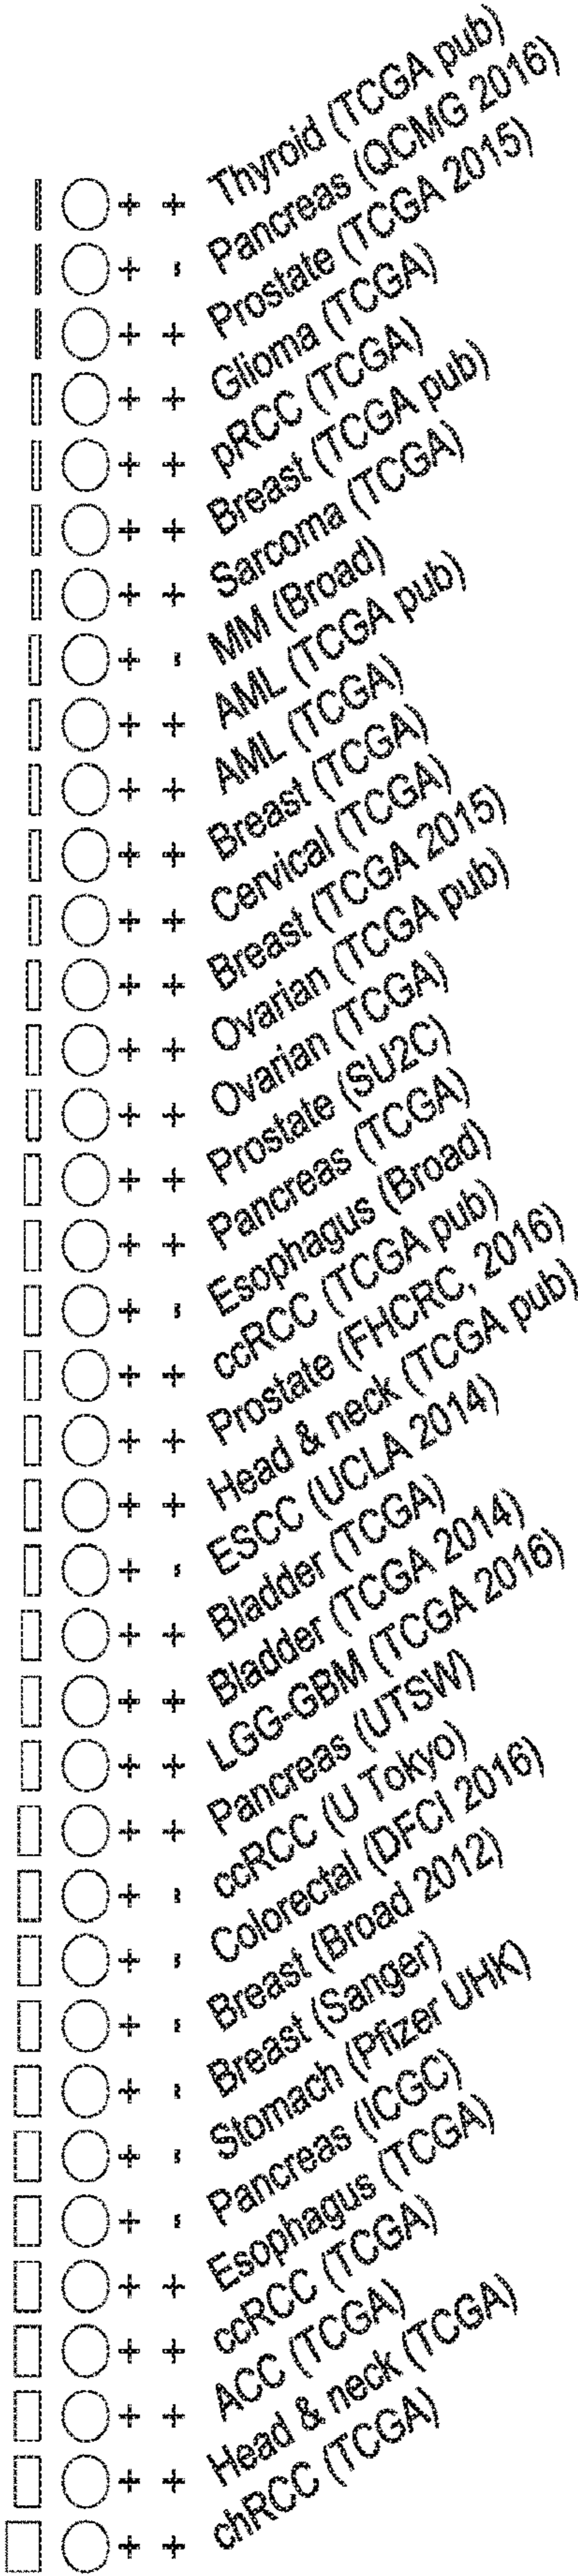 + + Thyroid (TCGA pub)
+ - Pancreas (QCMG 2016)
+ + Prostate (TCGA 2015)
+ + Glioma (TCGA)
+ + pRCC (TCGA)
+ + Breast (TCGA pub)
+ + Sarcoma (TCGA)
+ - MM (Broad)
+ + AML (TCGA pub)
+ + AML (TCGA)
+ + Breast (TCGA)
+ + Cervical (TCGA)
+ + Breast (TCGA 2015)
+ + Ovarian (TCGA pub)
+ + Ovarian (TCGA)
+ + Prostate (SU2C)
+ + Pancreas (TCGA)
+ - Esophagus (Broad)
+ + ccRCC (TCGA pub)
+ + Prostate (FHCRC, 2016)
+ + Head & neck (TCGA pub)
+ - ESCC (UCLA 2014)
+ + Bladder (TCGA)
+ + Bladder (TCGA 2014)
+ + LGG-GBM (TCGA 2016)
+ + Pancreas (UTSW)
+ - ccRCC (U Tokyo)
+ - Colorectal (DFCI 2016)
+ - Breast (Broad 2012)
+ - Breast (Sanger)
+ - Stomach (Pfizer UHK)
+ - Pancreas (ICGC)
+ + Esophagus (TCGA)
+ + ccRCC (TCGA)
+ + ACC (TCGA)
+ + Head & neck (TCGA)
+ + chRCC (TCGA)